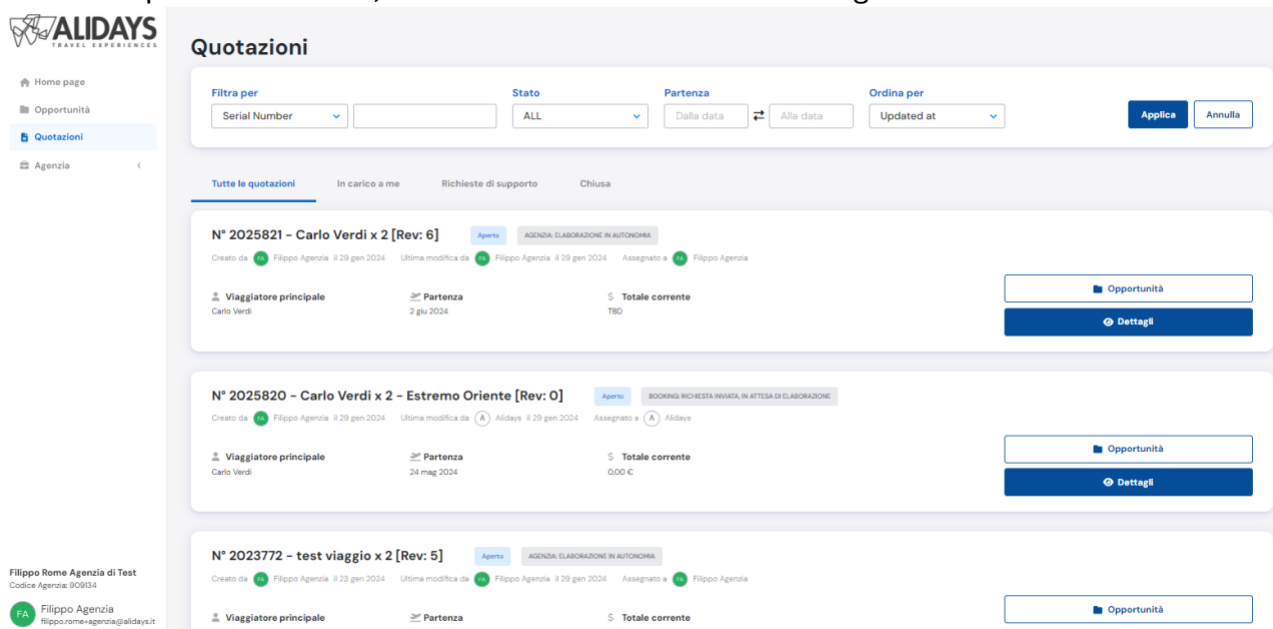 ALIDAYS
TRAVEL EXPERIENCES
Home page
Opportunità
Quotazioni
Agenzia
Filippo Rome Agenzia di Test
Codice Agenzia: 909134
FA
Filippo Agenzia
filippo.rome+agenzia@alidays.it
Quotazioni
Filtra per Stato Partenza Ordina per
Serial Number ALL Dalla data Alla data Updated at Applica Annulla
Tutte le quotazioni In carico a me Richieste di supporto Chiusa
N° 2025821 - Carlo Verdi x 2 [Rev: 6] Aperto AGENZIA: ELABORAZIONE IN AUTONOMIA
Creato da FA Filippo Agenzia il 29 gen 2024 Ultima modifica da FA Filippo Agenzia il 29 gen 2024 Assegnato a FA Filippo Agenzia
Viaggiatore principale Partenza $ Totale corrente
Carlo Verdi 2 giu 2024 TBD
Opportunità
Dettagli
N° 2025820 - Carlo Verdi x 2 - Estremo Oriente [Rev: 0] Aperto BOOKING: RICHIESTA INVIATA, IN ATTESA DI ELABORAZIONE
Creato da FA Filippo Agenzia il 29 gen 2024 Ultima modifica da A Alidays il 29 gen 2024 Assegnato a A Alidays
Viaggiatore principale Partenza $ Totale corrente
Carlo Verdi 24 mag 2024 0,00 €
Opportunità
Dettagli
N° 2023772 - test viaggio x 2 [Rev: 5] Aperto AGENZIA: ELABORAZIONE IN AUTONOMIA
Creato da FA Filippo Agenzia il 23 gen 2024 Ultima modifica da FA Filippo Agenzia il 29 gen 2024 Assegnato a FA Filippo Agenzia
Viaggiatore principale Partenza $ Totale corrente
Opportunità